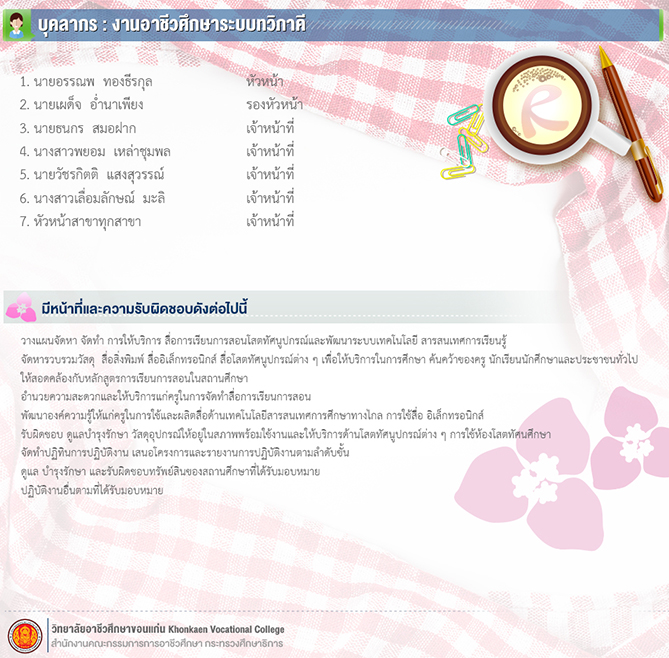 บุคลากร : งานอาชีวศึกษาระบบทวิภาคี
1. นายอรรณพ ทองธีรกุล หัวหน้า
2. นายเผด็จ อ่ำนาเพียง รองหัวหน้า
3. นายธนกร สมอฝาก เจ้าหน้าที่
4. นางสาวพยอม เหล่าชุมพล เจ้าหน้าที่
5. นายวัชรกิตติ แสงสุวรรณ์ เจ้าหน้าที่
6. นางสาวเลื่อมลักษณ์ มะลิ เจ้าหน้าที่
7. หัวหน้าสาขาทุกสาขา เจ้าหน้าที่
มีหน้าที่และความรับผิดชอบดังต่อไปนี้
วางแผนจัดหา จัดทำ การให้บริการ สื่อการเรียนการสอนโสตทัศนูปกรณ์และพัฒนาระบบเทคโนโลยี สารสนเทศการเรียนรู้
จัดหารวบรวมวัสดุ สื่อสิ่งพิมพ์ สื่ออิเล็กทรอนิกส์ สื่อโสตทัศนูปกรณ์ต่าง ๆ เพื่อให้บริการในการศึกษา ค้นคว้าของครู นักเรียนนักศึกษาและประชาชนทั่วไป
ให้สอดคล้องกับหลักสูตรการเรียนการสอนในสถานศึกษา
อำนวยความสะดวกและให้บริการแก่ครูในการจัดทำสื่อการเรียนการสอน
พัฒนาองค์ความรู้ให้แก่ครูในการใช้และผลิตสื่อด้านเทคโนโลยีสารสนเทศการศึกษาทางไกล การใช้สื่อ อิเล็กทรอนิกส์
รับผิดชอบ ดูแลบำรุงรักษา วัสดุอุปกรณ์ให้อยู่ในสภาพพร้อมใช้งานและให้บริการด้านโสตทัศนูปกรณ์ต่าง ๆ การใช้ห้องโสตทัศนศึกษา
จัดทำปฏิทินการปฏิบัติงาน เสนอโครงการและรายงานการปฏิบัติงานตามลำดับขั้น
ดูแล บำรุงรักษา และรับผิดชอบทรัพย์สินของสถานศึกษาที่ได้รับมอบหมาย
ปฏิบัติงานอื่นตามที่ได้รับมอบหมาย
วิทยาลัยอาชีวศึกษาขอนแก่น Khonkaen Vocational College
สำนักงานคณะกรรมการการอาชีวศึกษา กระทรวงศึกษาธิการ